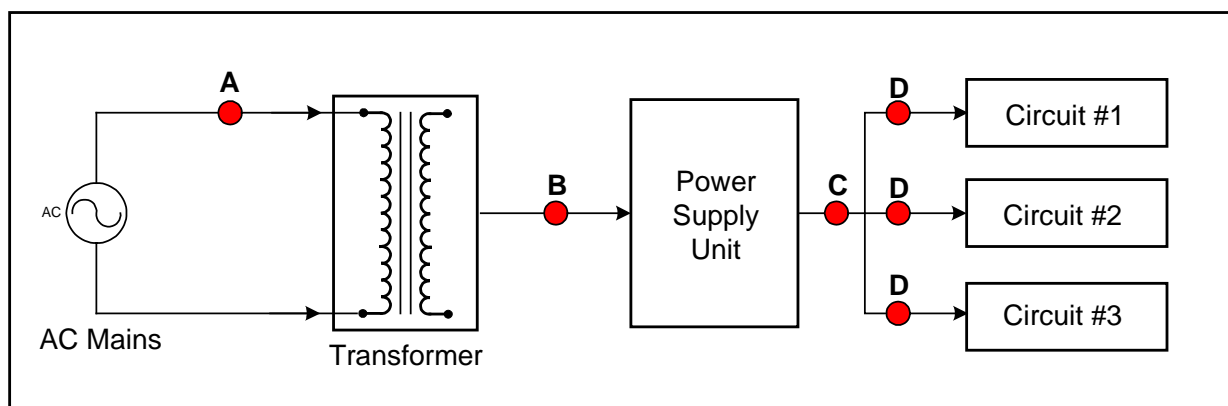 A
AC
AC Mains
Transformer
B
Power
Supply
Unit
C
D
Circuit #1
D
Circuit #2
D
Circuit #3